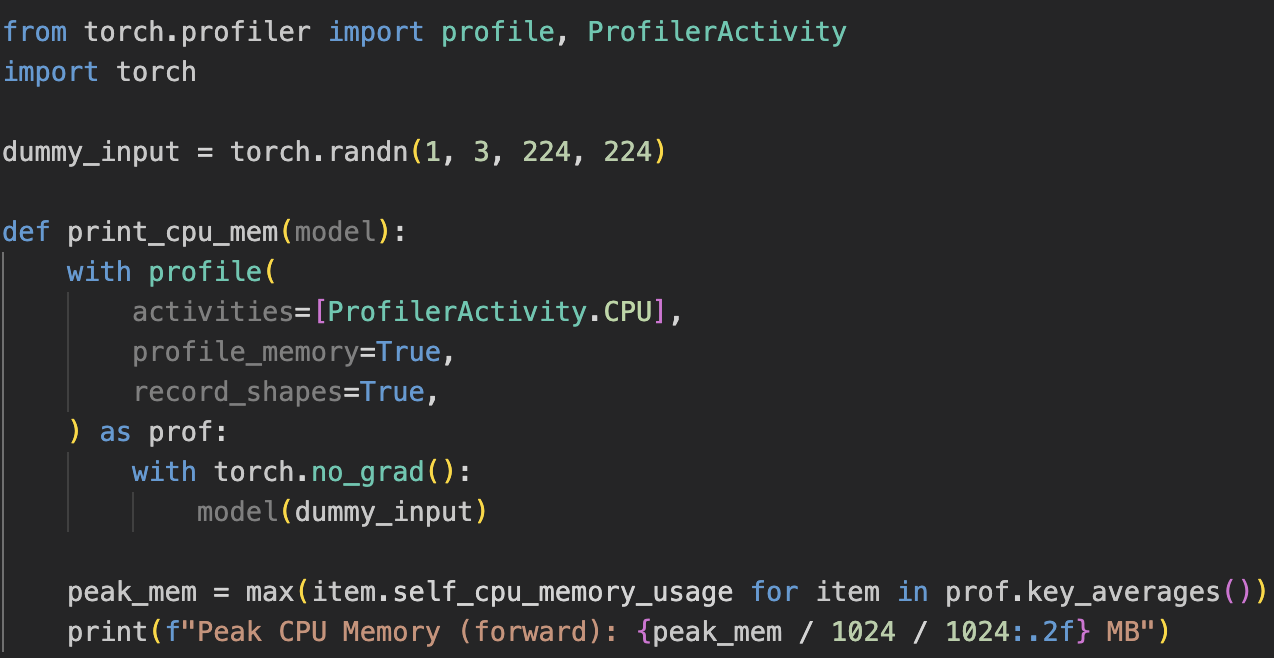 from torch.profiler import profile, ProfilerActivity
import torch
dummy_input = torch.randn(1, 3, 224, 224)
def print_cpu_mem(model):
    with profile(
        activities=[ProfilerActivity.CPU],
        profile_memory=True,
        record_shapes=True,
    ) as prof:
        with torch.no_grad():
            model(dummy_input)
    peak_mem = max(item.self_cpu_memory_usage for item in prof.key_averages())
    print(f"Peak CPU Memory (forward): {peak_mem / 1024 / 1024:.2f} MB")